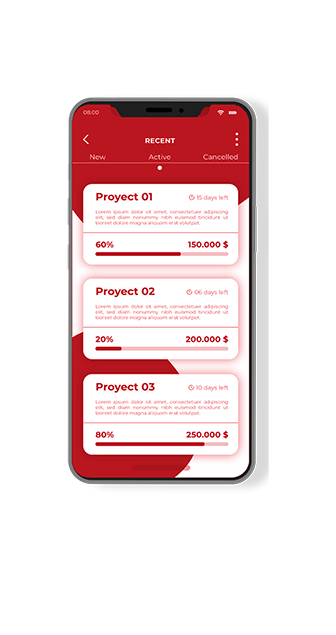 08:00
RECENT
New Active Cancelled
Proyect 01 15 days left
Lorem ipsum dolor sit amet, consectetuer adipiscing
elit, sed diam nonummy nibh euismod tincidunt ut
laoreet dolore magna aliquam erat volutpat.
60% 150.000 $
Proyect 02 06 days left
Lorem ipsum dolor sit amet, consectetuer adipiscing
elit, sed diam nonummy nibh euismod tincidunt ut
laoreet dolore magna aliquam erat volutpat.
20% 200.000 $
Proyect 03 10 days left
Lorem ipsum dolor sit amet, consectetuer adipiscing
elit, sed diam nonummy nibh euismod tincidunt ut
laoreet dolore magna aliquam erat volutpat.
80% 250.000 $